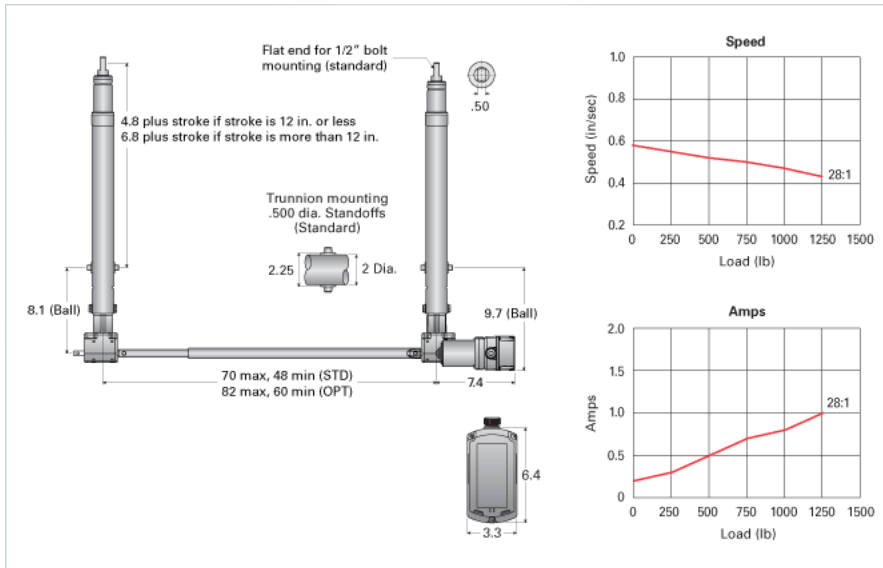 Flat end for 1/2" bolt
mounting (standard)
.50
4.8 plus stroke if stroke is 12 in. or less
6.8 plus stroke if stroke is more than 12 in.
Trunnion mounting
.500 dia. Standoffs
(Standard)
2.25
2 Dia.
8.1 (Ball)
9.7 (Ball)
70 max, 48 min (STD)
82 max, 60 min (OPT)
7.4
6.4
3.3
Speed
Speed (in/sec)
1.0
0.8
0.6
0.4
0.2
28:1
0 250 500 750 1000 1250 1500
Load (lb)
Amps
Amps
2.0
1.5
1.0
0.5
0
28:1
0 250 500 750 1000 1250 1500
Load (lb)